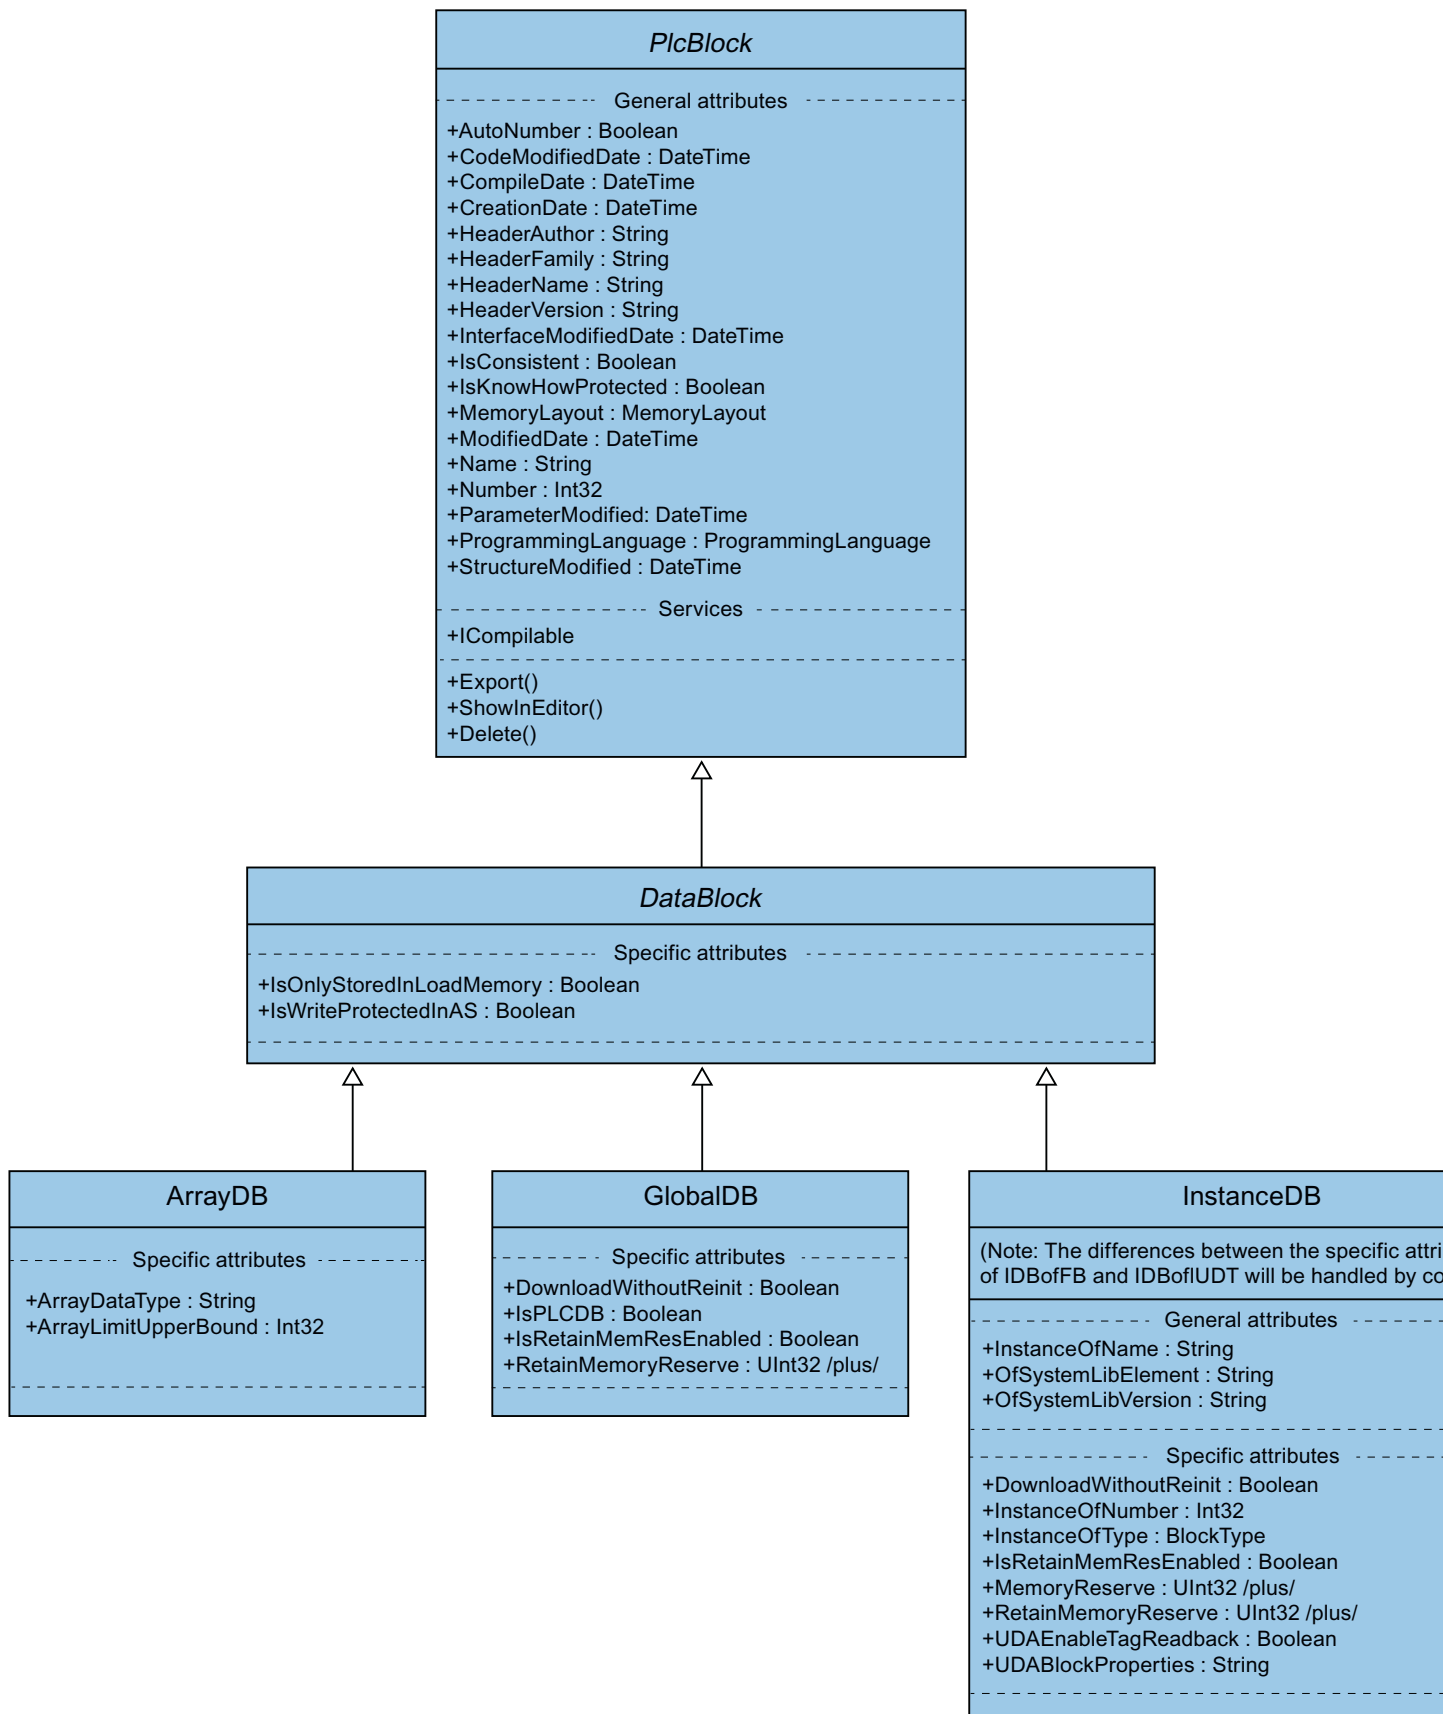 PlcBlock
General attributes
+AutoNumber : Boolean
+CodeModifiedDate : DateTime
+CompileDate : DateTime
+CreationDate : DateTime
+HeaderAuthor : String
+HeaderFamily : String
+HeaderName : String
+HeaderVersion : String
+InterfaceModifiedDate : DateTime
+IsConsistent : Boolean
+IsKnowHowProtected : Boolean
+MemoryLayout : MemoryLayout
+ModifiedDate : DateTime
+Name : String
+Number : Int32
+ParameterModified: DateTime
+ProgrammingLanguage : ProgrammingLanguage
+StructureModified : DateTime
Services
+ICompilable
+Export()
+ShowInEditor()
+Delete()
DataBlock
Specific attributes
+IsOnlyStoredInLoadMemory : Boolean
+IsWriteProtectedInAS : Boolean
ArrayDB
Specific attributes
+ArrayDataType : String
+ArrayLimitUpperBound : Int32
GlobalDB
Specific attributes
+DownloadWithoutReinit : Boolean
+IsPLCDB : Boolean
+IsRetainMemResEnabled : Boolean
+RetainMemoryReserve : UInt32 /plus/
InstanceDB
(Note: The differences between the specific attri
of IDBofFB and IDBofIUDT will be handled by co
General attributes
+InstanceOfName : String
+OfSystemLibElement : String
+OfSystemLibVersion : String
Specific attributes
+DownloadWithoutReinit : Boolean
+InstanceOfNumber : Int32
+InstanceOfType : BlockType
+IsRetainMemResEnabled : Boolean
+MemoryReserve : UInt32 /plus/
+RetainMemoryReserve : UInt32 /plus/
+UDAEnableTagReadback : Boolean
+UDABlockProperties : String